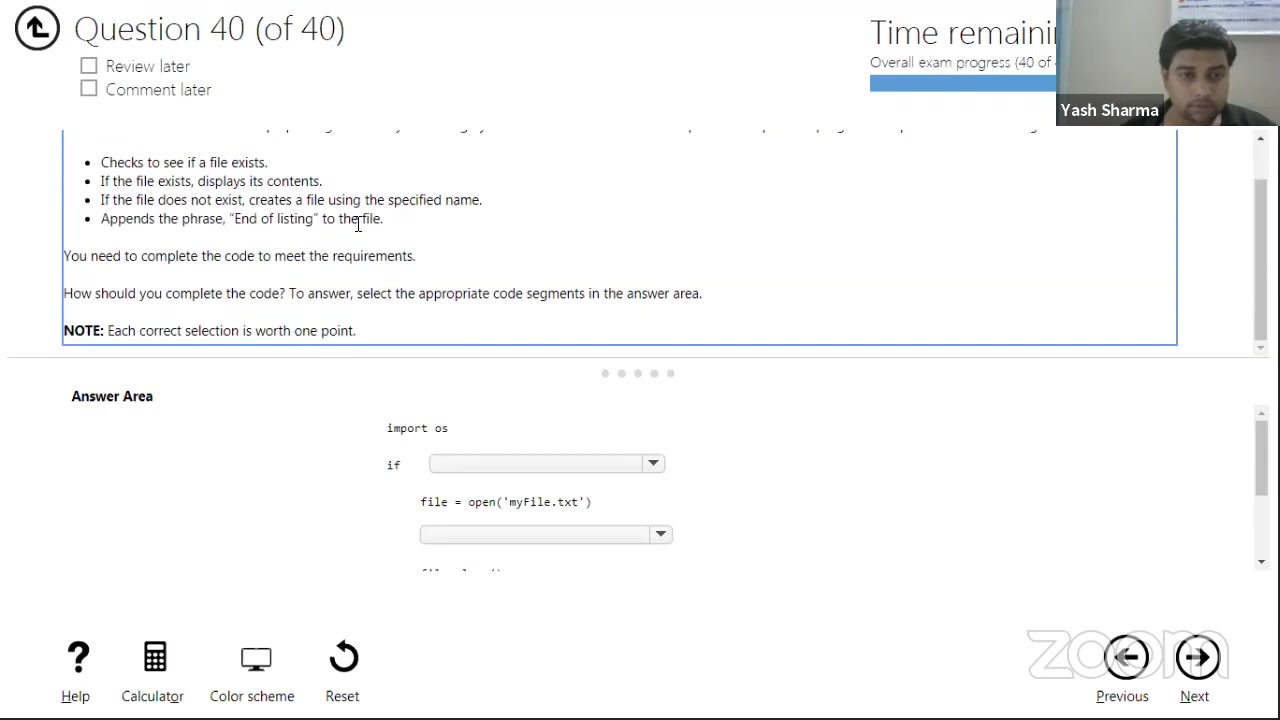 Question 40 (of 40)
Review later
Comment later
Time remaini
Overall exam progress (40 of
Yash Sharma
Checks to see if a file exists.
If the file exists, displays its contents.
If the file does not exist, creates a file using the specified name.
Appends the phrase, “End of listing” to the file.
You need to complete the code to meet the requirements.
How should you complete the code? To answer, select the appropriate code segments in the answer area.
NOTE: Each correct selection is worth one point.
Answer Area
import os
if
file = open('myFile.txt')
zoom
Help
Calculator
Color scheme
Reset
Previous
Next